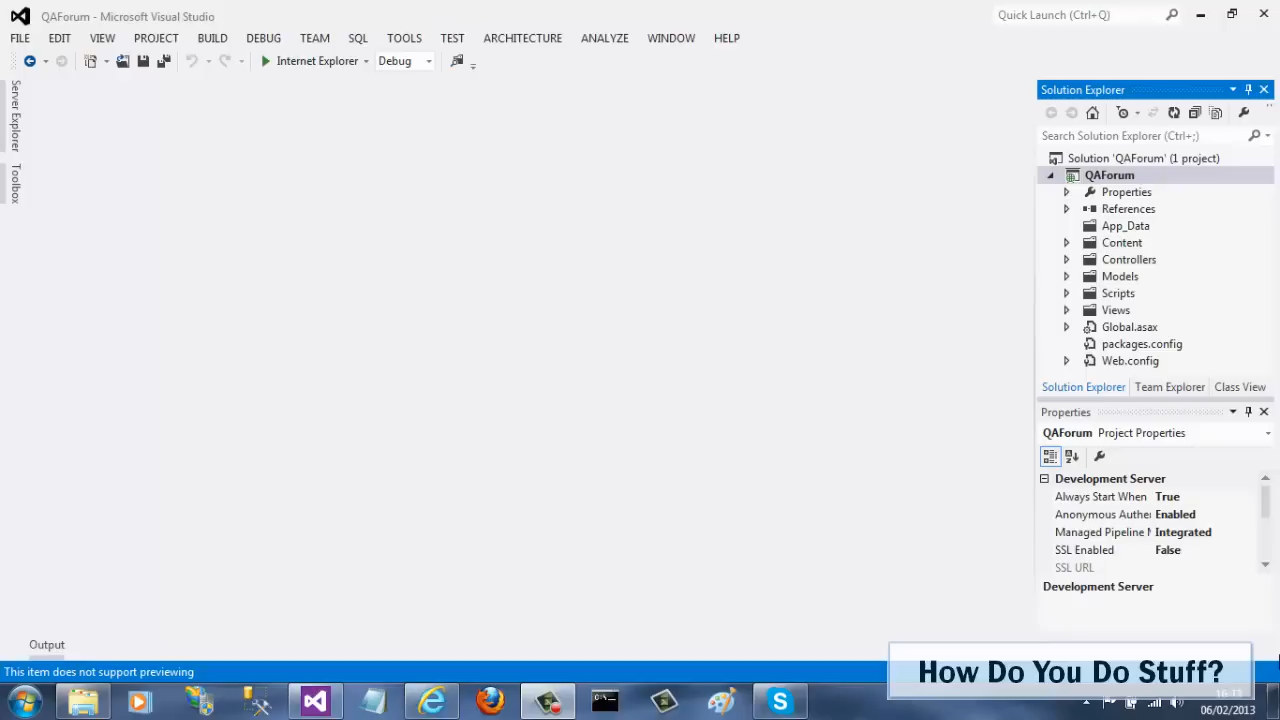 QAForum - Microsoft Visual Studio
Quick Launch (Ctrl+Q)
FILE EDIT VIEW PROJECT BUILD DEBUG TEAM SQL TOOLS TEST ARCHITECTURE ANALYZE WINDOW HELP
Internet Explorer Debug
Server Explorer
Toolbox
Solution Explorer
Search Solution Explorer (Ctrl+;)
Solution 'QAForum' (1 project)
QAForum
Properties
References
App_Data
Content
Controllers
Models
Scripts
Views
Global.asax
packages.config
Web.config
Solution Explorer Team Explorer Class View
Properties
QAForum Project Properties
Development Server
Always Start When True
Anonymous Authe Enabled
Managed Pipeline M Integrated
SSL Enabled False
SSL URL
Development Server
Output
This item does not support previewing
How Do You Do Stuff?
06/02/2013